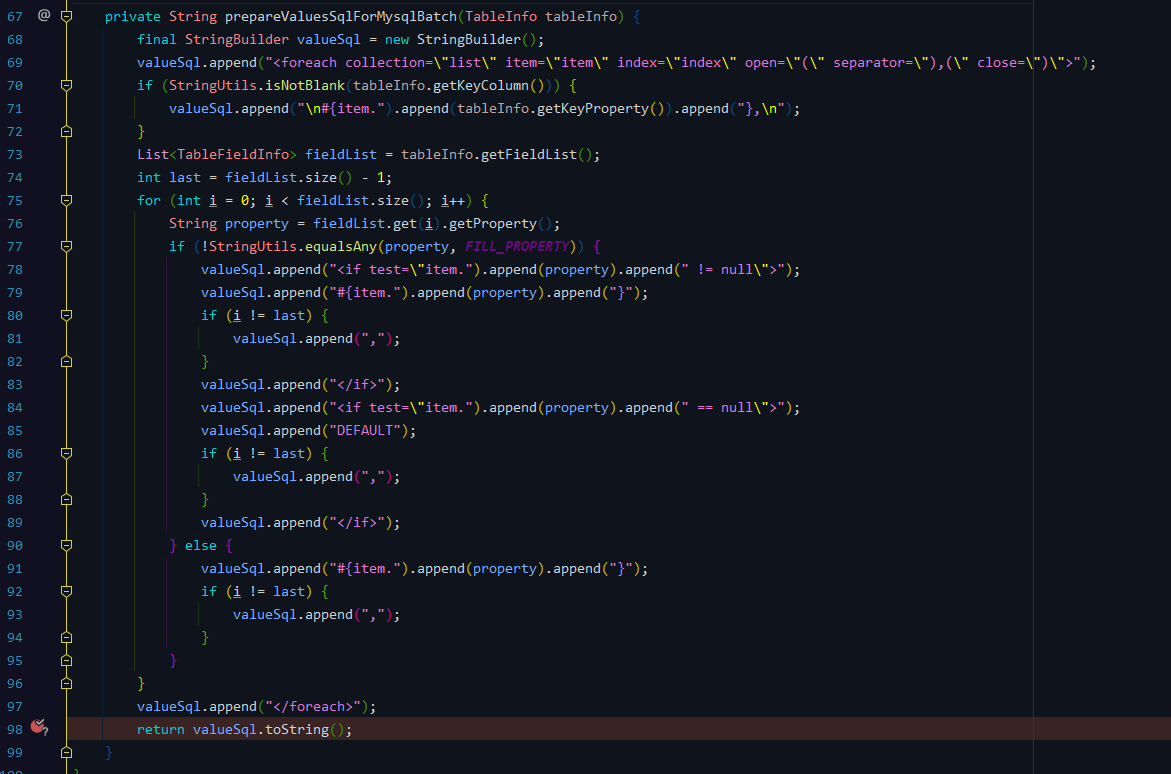 67 @ private String prepareValuesSqlForMysqlBatch(TableInfo tableInfo) {
68 final StringBuilder valueSql = new StringBuilder();
69 valueSql.append("<foreach collection=\"list\" item=\"item\" index=\"index\" open=\"(\" separator=\"),(\" close=\")\">");
70 if (StringUtils.isNotBlank(tableInfo.getKeyColumn())) {
71 valueSql.append("\n#{item.").append(tableInfo.getKeyProperty()).append("},\n");
72 }
73 List<TableFieldInfo> fieldList = tableInfo.getFieldList();
74 int last = fieldList.size() - 1;
75 for (int i = 0; i < fieldList.size(); i++) {
76 String property = fieldList.get(i).getProperty();
77 if (!StringUtils.equalsAny(property, FILL_PROPERTY)) {
78 valueSql.append("<if test=\"item.").append(property).append(" != null\">");
79 valueSql.append("#{item.").append(property).append("}");
80 if (i != last) {
81 valueSql.append(",");
82 }
83 valueSql.append("</if>");
84 valueSql.append("<if test=\"item.").append(property).append(" == null\">");
85 valueSql.append("DEFAULT");
86 if (i != last) {
87 valueSql.append(",");
88 }
89 valueSql.append("</if>");
90 } else {
91 valueSql.append("#{item.").append(property).append("}");
92 if (i != last) {
93 valueSql.append(",");
94 }
95 }
96 }
97 valueSql.append("</foreach>");
98 return valueSql.toString();
99 }